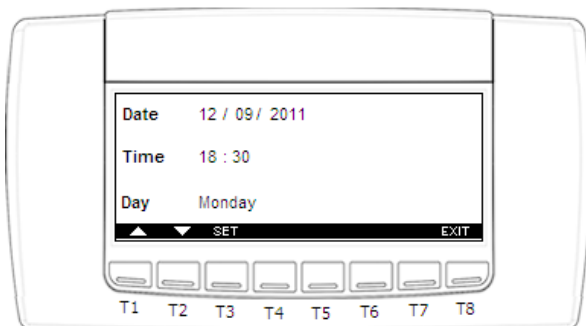 Date 12 / 09 / 2011
Time 18 : 30
Day Monday
SET EXIT
T1 T2 T3 T4 T5 T6 T7 T8